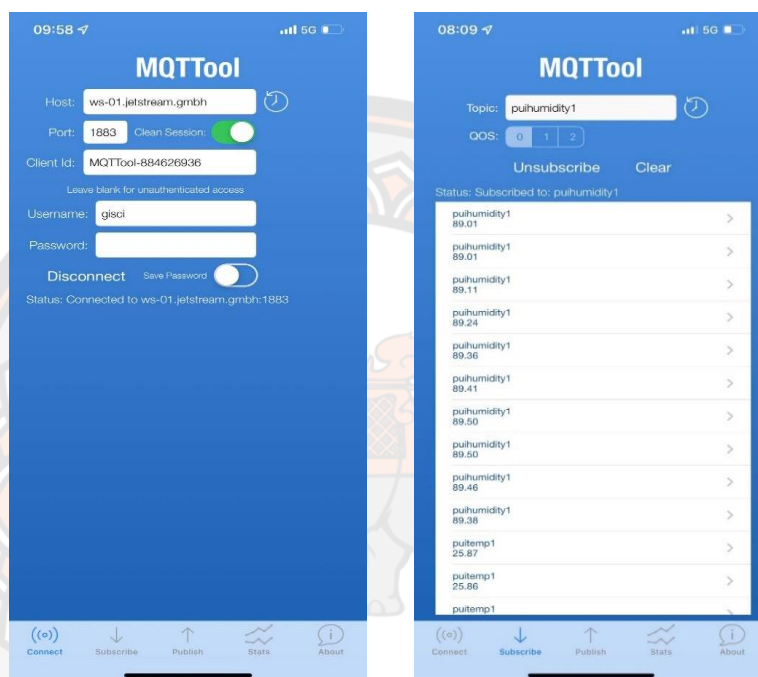 09:58
5G
MQTTool
Host: ws-01.jetstream.gmbh
Port: 1883 Clean Session:
Client Id: MQTTool-884626936
Leave blank for unauthenticated access
Username: gisci
Password:
Disconnect Save Password
Status: Connected to ws-01.jetstream.gmbh:1883
Connect Subscribe Publish Stats About
08:09
5G
MQTTool
Topic: puihumidity1
QOS: 0 1 2
Unsubscribe Clear
Status: Subscribed to: puihumidity1
puihumidity1
89.01
puihumidity1
89.01
puihumidity1
89.11
puihumidity1
89.24
puihumidity1
89.36
puihumidity1
89.41
puihumidity1
89.50
puihumidity1
89.50
puihumidity1
89.46
puihumidity1
89.38
puitemp1
25.87
puitemp1
25.86
puitemp1
Connect Subscribe Publish Stats About